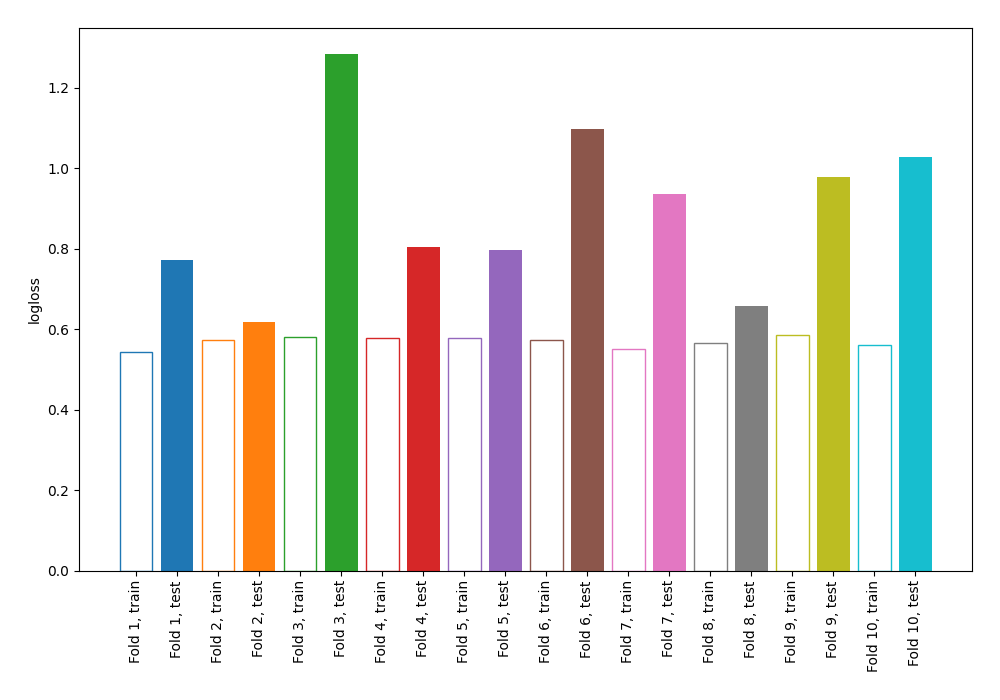 1.2
1.0
0.8
0.6
0.4
0.2
0.0
logloss
Fold 1, train
Fold 1, test
Fold 2, train
Fold 2, test
Fold 3, train
Fold 3, test
Fold 4, train
Fold 4, test
Fold 5, train
Fold 5, test
Fold 6, train
Fold 6, test
Fold 7, train
Fold 7, test
Fold 8, train
Fold 8, test
Fold 9, train
Fold 9, test
Fold 10, train
Fold 10, test